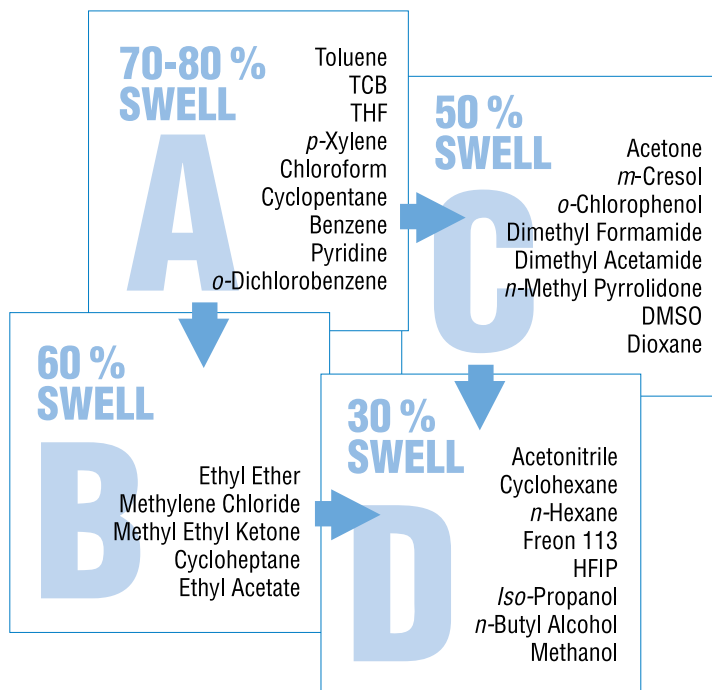 70-80 %
SWELL
A
Toluene
TCB
THF
p-Xylene
Chloroform
Cyclopentane
Benzene
Pyridine
o-Dichlorobenzene
50 %
SWELL
C
Acetone
m-Cresol
o-Chlorophenol
Dimethyl Formamide
Dimethyl Acetamide
n-Methyl Pyrrolidone
DMSO
Dioxane
60 %
SWELL
B
Ethyl Ether
Methylene Chloride
Methyl Ethyl Ketone
Cycloheptane
Ethyl Acetate
30 %
SWELL
D
Acetonitrile
Cyclohexane
n-Hexane
Freon 113
HFIP
Iso-Propanol
n-Butyl Alcohol
Methanol